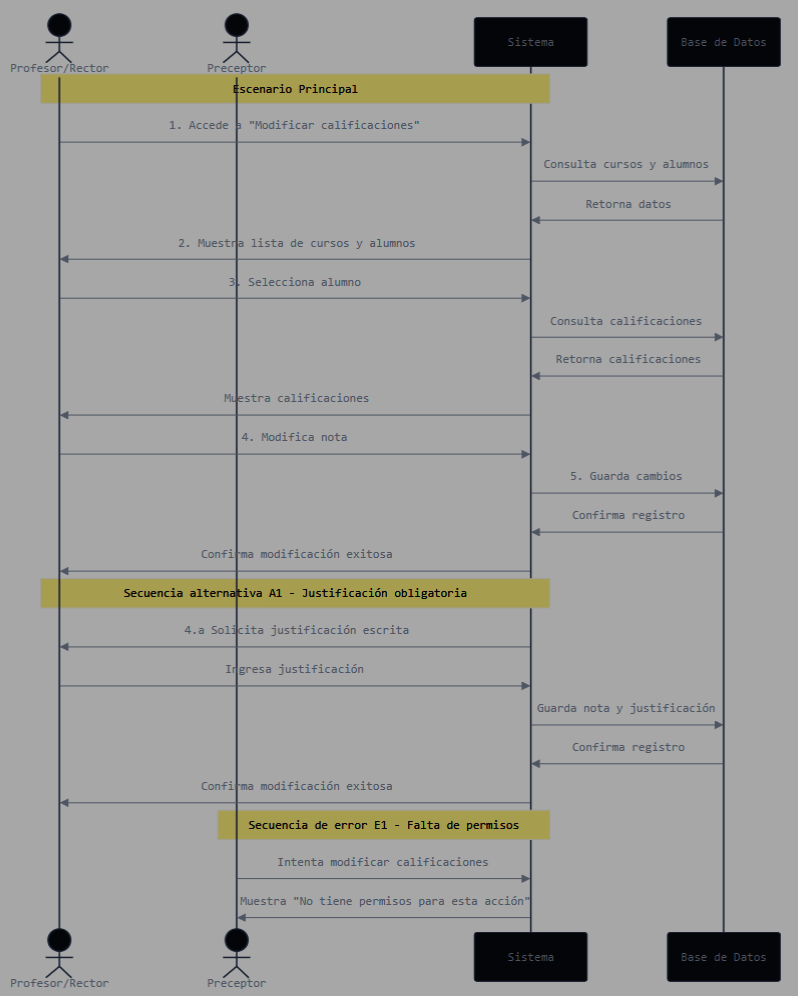 Sistema
Base de Datos
Profesor/Rector
Preceptor
Escenario Principal
1. Accede a "Modificar calificaciones"
Consulta cursos y alumnos
Retorna datos
2. Muestra lista de cursos y alumnos
3. Selecciona alumno
Consulta calificaciones
Retorna calificaciones
Muestra calificaciones
4. Modifica nota
5. Guarda cambios
Confirma registro
Confirma modificación exitosa
Secuencia alternativa A1 - Justificación obligatoria
4.a Solicita justificación escrita
Ingresa justificación
Guarda nota y justificación
Confirma registro
Confirma modificación exitosa
Secuencia de error E1 - Falta de permisos
Intenta modificar calificaciones
Muestra "No tiene permisos para esta acción"
Sistema
Base de Datos
Profesor/Rector
Preceptor